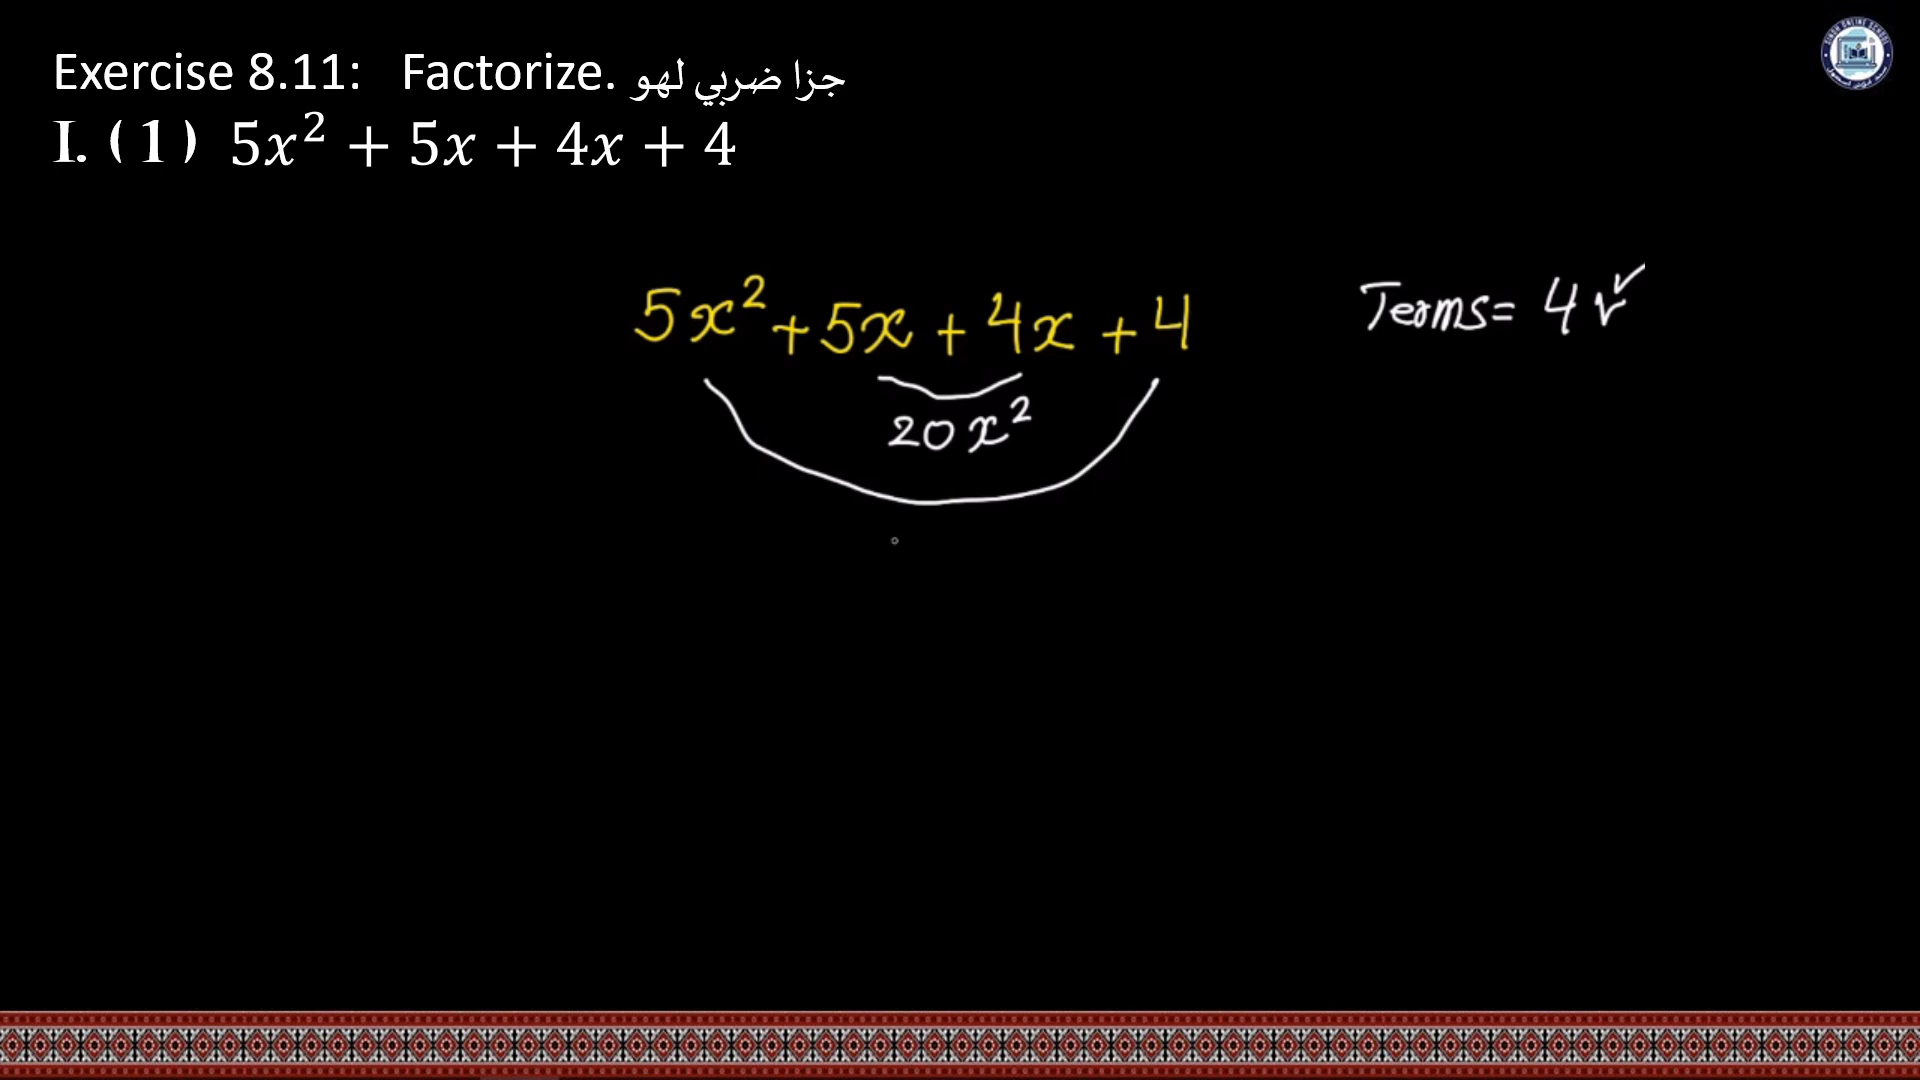 Exercise 8.11: Factorize. جزا ضربي لهو
I. ( 1 ) 5x² + 5x + 4x + 4
5x² + 5x + 4x + 4
Terms = 4 ✓✓
20x²